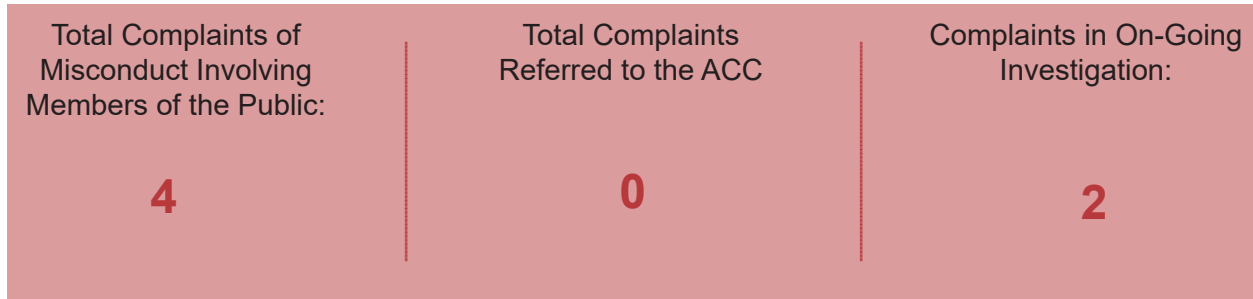 Total Complaints of
Misconduct Involving
Members of the Public:
4
Total Complaints
Referred to the ACC
0
Complaints in On-Going
Investigation:
2